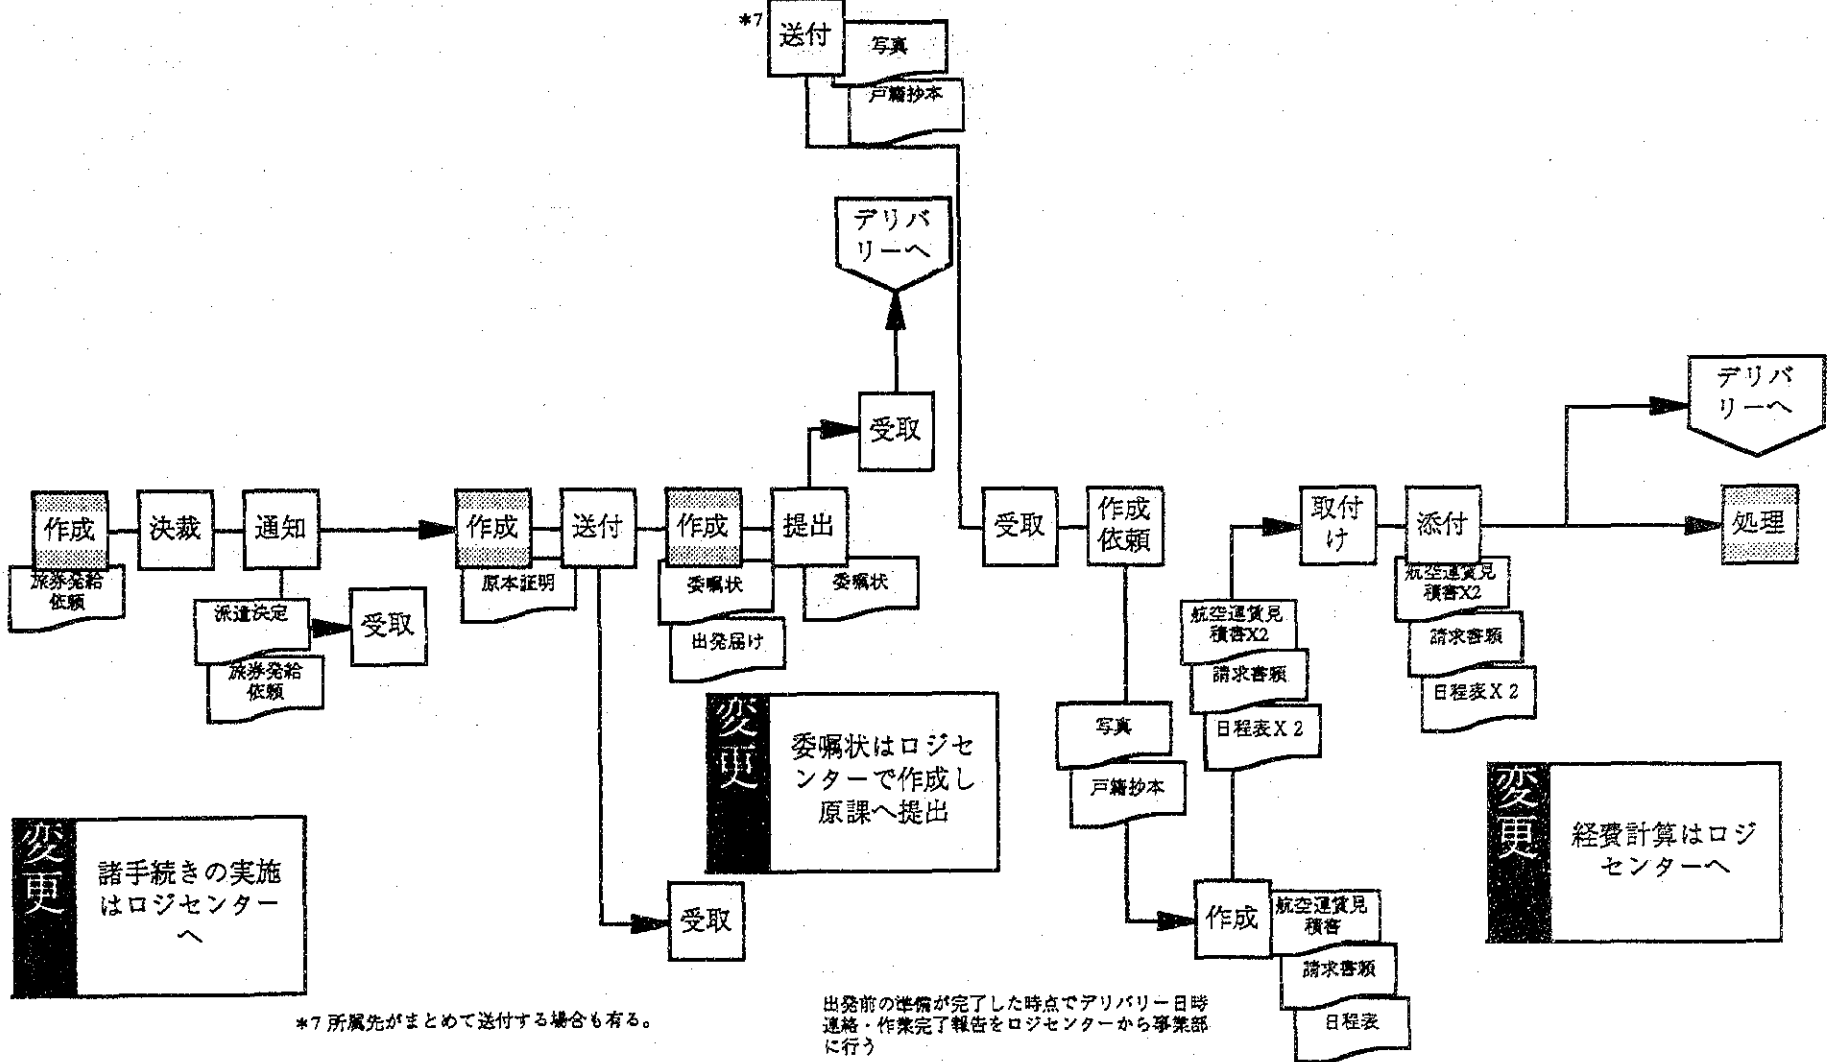 *7
送付
写真
戸籍抄本
デリバ
リーへ
受取
デリバ
リーへ
作成
決裁
通知
作成
送付
作成
提出
受取
作成
依頼
取付
け
添付
処理
旅券発給
依頼
派遣決定
受取
旅券発給
依頼
原本証明
委嘱状
出発届け
委嘱状
航空運賃見
積書X2
請求書類
日程表X2
航空運賃見
積書X2
請求書類
日程表X2
写真
戸籍抄本
変
更
委嘱状はロジセ
ンターで作成し
原課へ提出
変
更
諸手続きの実施
はロジセンター
へ
変
更
経費計算はロジ
センターへ
受取
作成
航空運賃見
積書
請求書類
日程表
*7 所属先がまとめて送付する場合も有る。
出発前の準備が完了した時点でデリバリー日時
連絡・作業完了報告をロジセンターから事業部
に行う